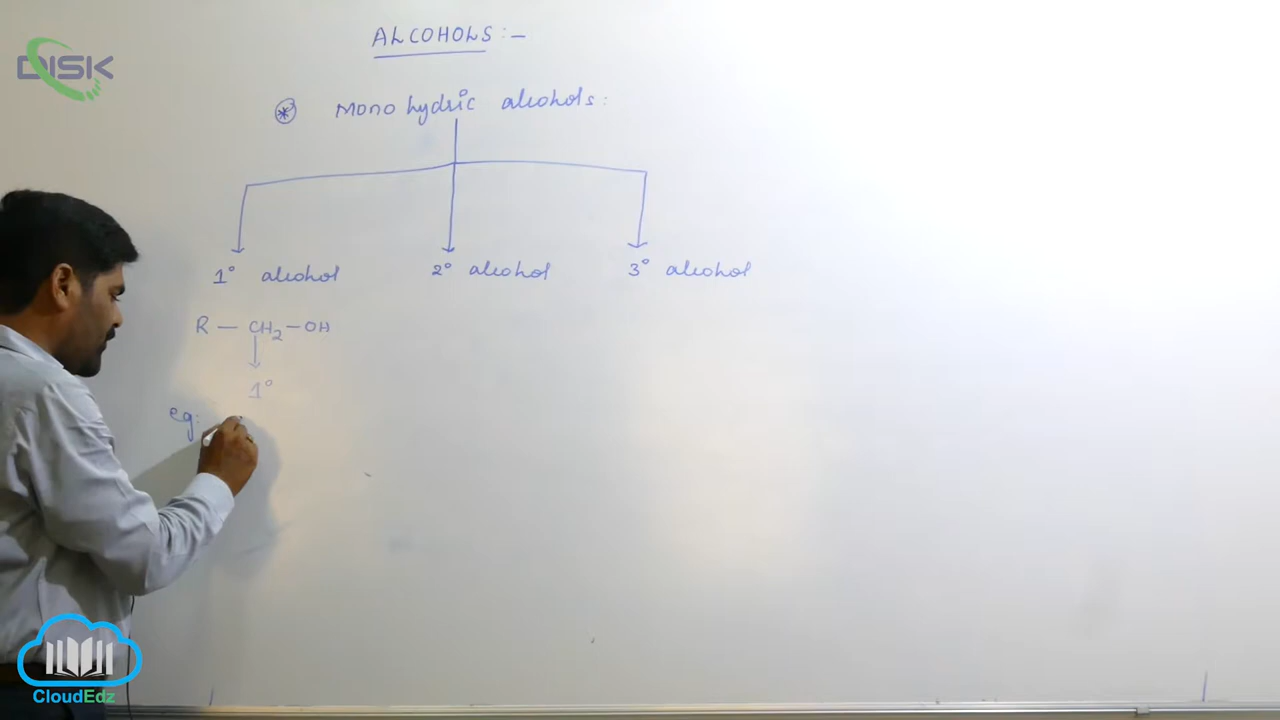 DISK
ALCOHOLS:-
* Mono hydric alcohols:
1° alcohol 2° alcohol 3° alcohol
R — CH2 — OH
1°
eg:
CloudEdz